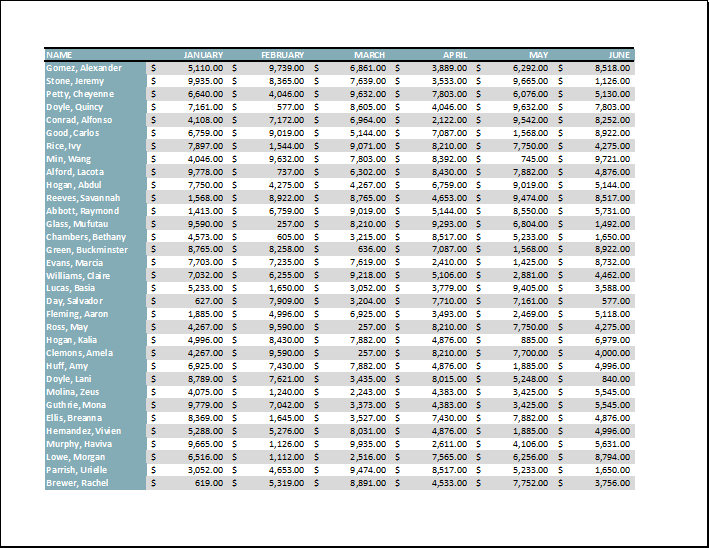 NAME JANUARY FEBRUARY MARCH APRIL MAY JUNE
Gomez, Alexander $ 5,110.00 $ 9,739.00 $ 6,861.00 $ 3,889.00 $ 6,292.00 $ 8,518.00
Stone, Jeremy $ 9,935.00 $ 8,365.00 $ 7,639.00 $ 3,533.00 $ 9,665.00 $ 1,126.00
Petty, Cheyenne $ 6,640.00 $ 4,046.00 $ 9,632.00 $ 7,803.00 $ 6,076.00 $ 5,130.00
Doyle, Quincy $ 7,161.00 $ 577.00 $ 8,605.00 $ 4,046.00 $ 9,632.00 $ 7,803.00
Conrad, Alfonso $ 4,108.00 $ 7,172.00 $ 6,964.00 $ 2,122.00 $ 9,542.00 $ 8,252.00
Good, Carlos $ 6,759.00 $ 9,019.00 $ 5,144.00 $ 7,087.00 $ 1,568.00 $ 8,922.00
Rice, Ivy $ 7,897.00 $ 1,544.00 $ 9,071.00 $ 8,210.00 $ 7,750.00 $ 4,275.00
Min, Wang $ 4,046.00 $ 9,632.00 $ 7,803.00 $ 8,392.00 $ 745.00 $ 9,721.00
Alford, Lacota $ 9,778.00 $ 737.00 $ 6,302.00 $ 8,430.00 $ 7,882.00 $ 4,876.00
Hogan, Abdul $ 7,750.00 $ 4,275.00 $ 4,267.00 $ 6,759.00 $ 9,019.00 $ 5,144.00
Reeves, Savannah $ 1,568.00 $ 8,922.00 $ 8,765.00 $ 4,653.00 $ 9,474.00 $ 8,517.00
Abbott, Raymond $ 1,413.00 $ 6,759.00 $ 9,019.00 $ 5,144.00 $ 8,550.00 $ 5,731.00
Glass, Mufutau $ 9,590.00 $ 257.00 $ 8,210.00 $ 9,293.00 $ 6,804.00 $ 1,492.00
Chambers, Bethany $ 4,573.00 $ 605.00 $ 3,215.00 $ 8,517.00 $ 5,233.00 $ 1,650.00
Green, Buckminster $ 8,765.00 $ 8,258.00 $ 636.00 $ 7,087.00 $ 1,568.00 $ 8,922.00
Evans, Marcia $ 7,703.00 $ 7,235.00 $ 7,619.00 $ 2,410.00 $ 1,425.00 $ 8,732.00
Williams, Claire $ 7,032.00 $ 6,255.00 $ 9,218.00 $ 5,106.00 $ 2,881.00 $ 4,462.00
Lucas, Basia $ 5,233.00 $ 1,650.00 $ 3,052.00 $ 3,779.00 $ 9,405.00 $ 3,588.00
Day, Salvador $ 627.00 $ 7,909.00 $ 3,204.00 $ 7,710.00 $ 7,161.00 $ 577.00
Fleming, Aaron $ 1,885.00 $ 4,996.00 $ 6,925.00 $ 3,493.00 $ 2,469.00 $ 5,118.00
Ross, May $ 4,267.00 $ 9,590.00 $ 257.00 $ 8,210.00 $ 7,750.00 $ 4,275.00
Hogan, Kalia $ 4,996.00 $ 8,430.00 $ 7,882.00 $ 4,876.00 $ 885.00 $ 6,979.00
Clemons, Amela $ 4,267.00 $ 9,590.00 $ 257.00 $ 8,210.00 $ 7,700.00 $ 4,000.00
Huff, Amy $ 6,925.00 $ 7,430.00 $ 7,882.00 $ 4,876.00 $ 1,885.00 $ 4,996.00
Doyle, Lani $ 8,789.00 $ 7,621.00 $ 3,435.00 $ 8,015.00 $ 5,248.00 $ 840.00
Molina, Zeus $ 4,075.00 $ 1,240.00 $ 2,243.00 $ 4,383.00 $ 3,425.00 $ 5,545.00
Guthrie, Mona $ 9,779.00 $ 7,042.00 $ 3,373.00 $ 4,383.00 $ 3,425.00 $ 5,545.00
Ellis, Breanna $ 8,369.00 $ 1,645.00 $ 3,527.00 $ 7,430.00 $ 7,882.00 $ 4,876.00
Hernandez, Vivien $ 5,288.00 $ 5,276.00 $ 8,031.00 $ 4,876.00 $ 1,885.00 $ 4,996.00
Murphy, Haviva $ 9,665.00 $ 1,126.00 $ 9,935.00 $ 2,611.00 $ 4,106.00 $ 5,631.00
Lowe, Morgan $ 6,516.00 $ 1,112.00 $ 2,516.00 $ 7,565.00 $ 6,256.00 $ 8,794.00
Parrish, Urielle $ 3,052.00 $ 4,653.00 $ 9,474.00 $ 8,517.00 $ 5,233.00 $ 1,650.00
Brewer, Rachel $ 619.00 $ 5,319.00 $ 8,891.00 $ 4,533.00 $ 7,752.00 $ 3,756.00